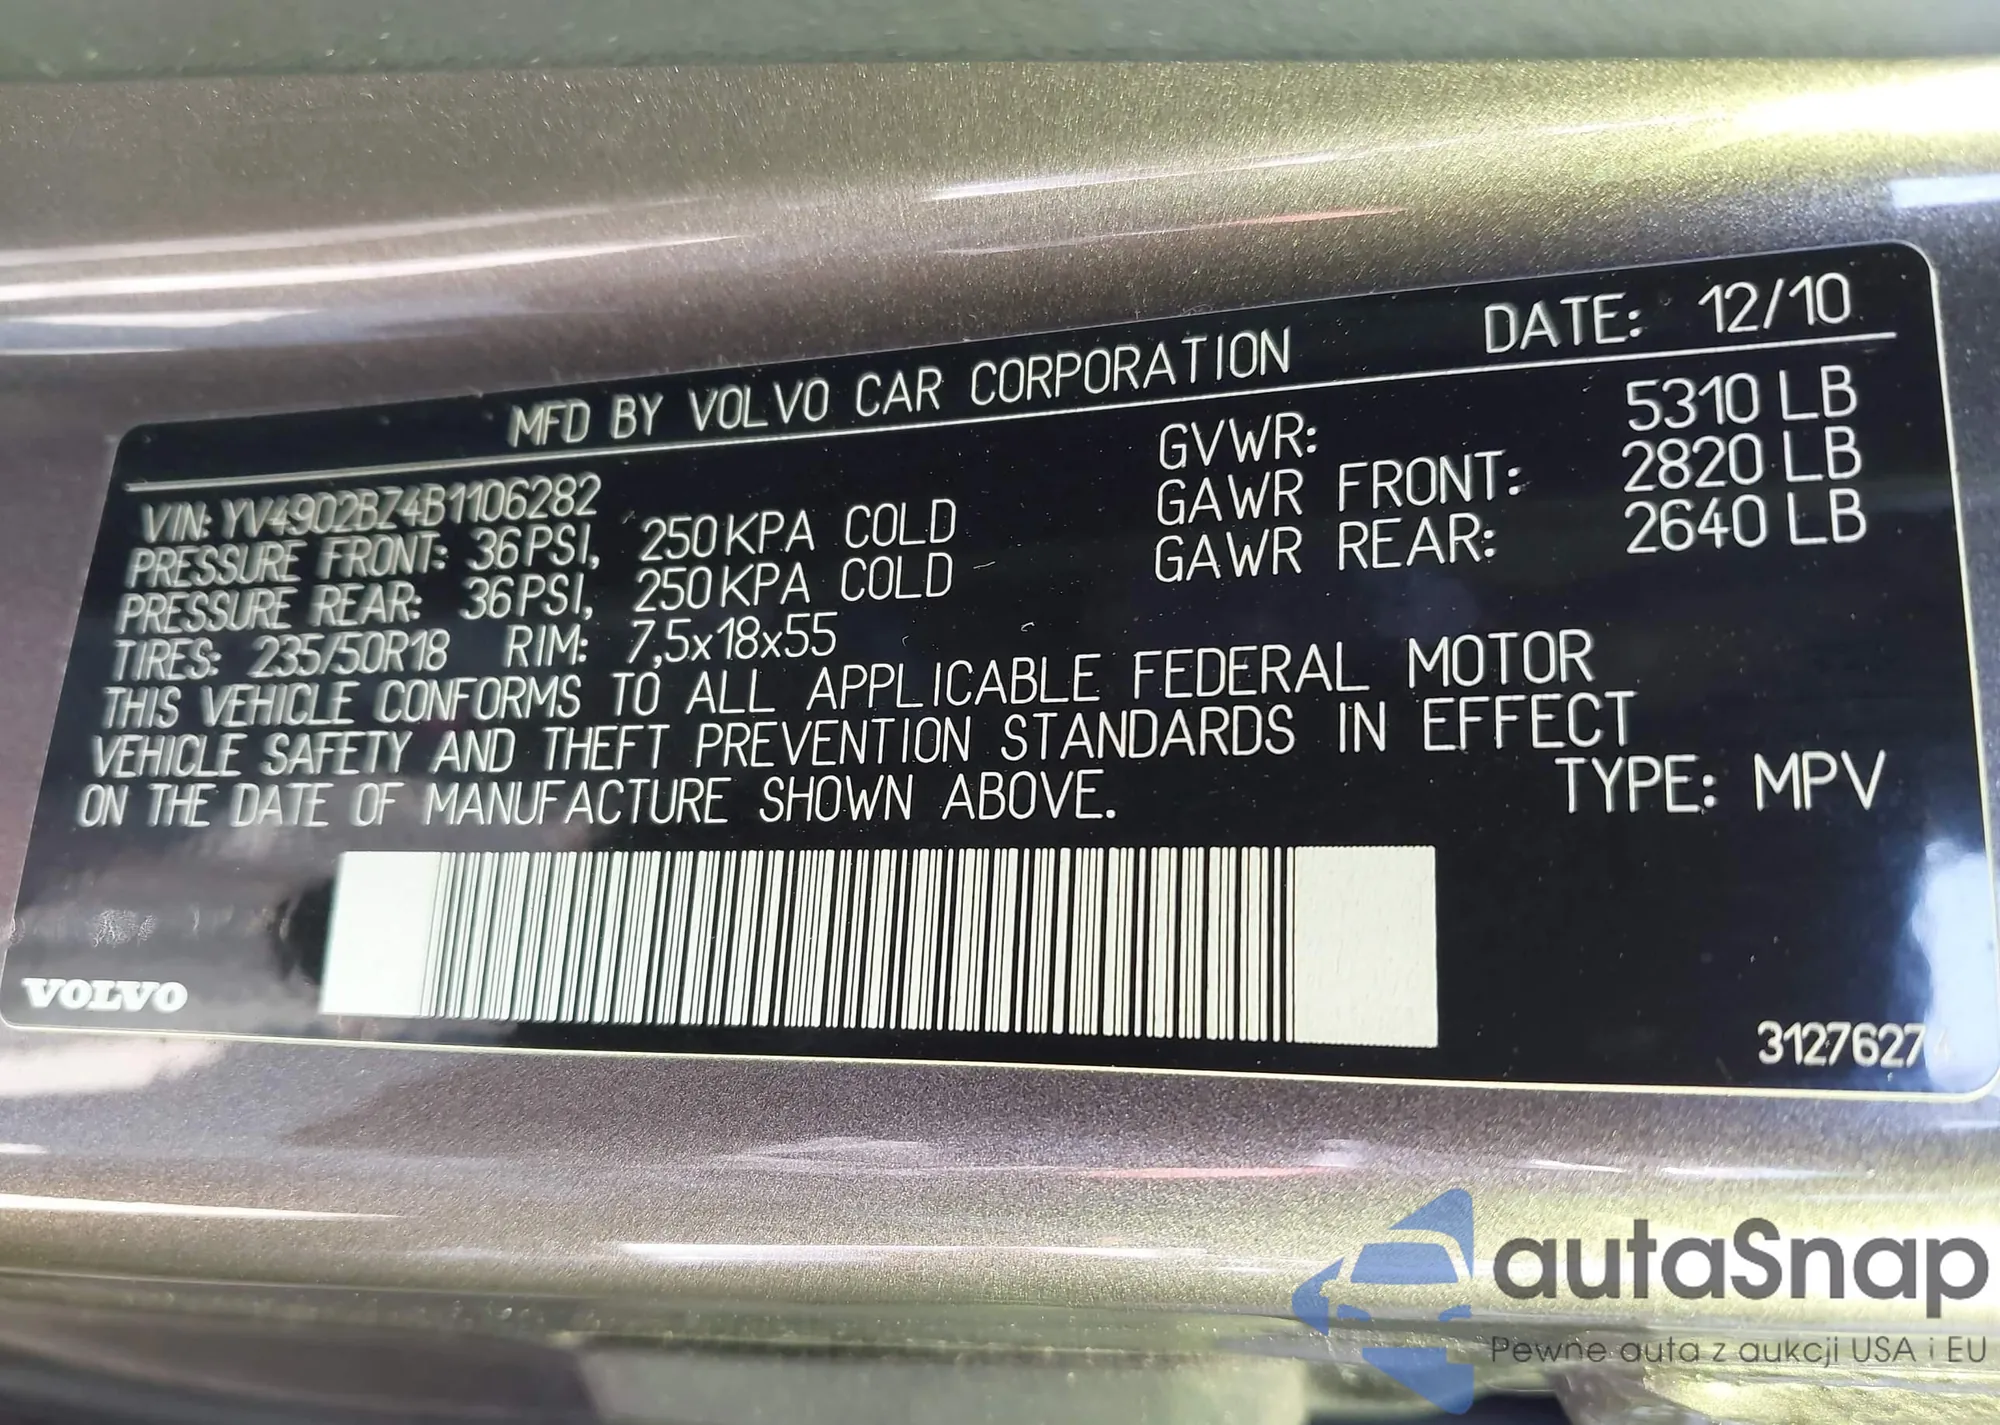 MFD BY VOLVO CAR CORPORATION DATE: 12/10
VIN: YV4902BZ4B1106282
PRESSURE FRONT: 36PSI, 250KPA COLD
PRESSURE REAR: 36PSI, 250KPA COLD
TIRES: 235/50R18 RIM: 7,5x18x55
GVWR: 5310 LB
GAWR FRONT: 2820 LB
GAWR REAR: 2640 LB
THIS VEHICLE CONFORMS TO ALL APPLICABLE FEDERAL MOTOR
VEHICLE SAFETY AND THEFT PREVENTION STANDARDS IN EFFECT
ON THE DATE OF MANUFACTURE SHOWN ABOVE.
TYPE: MPV
VOLVO
31276274
autaSnap
Pewne auta z aukcji USA i EU